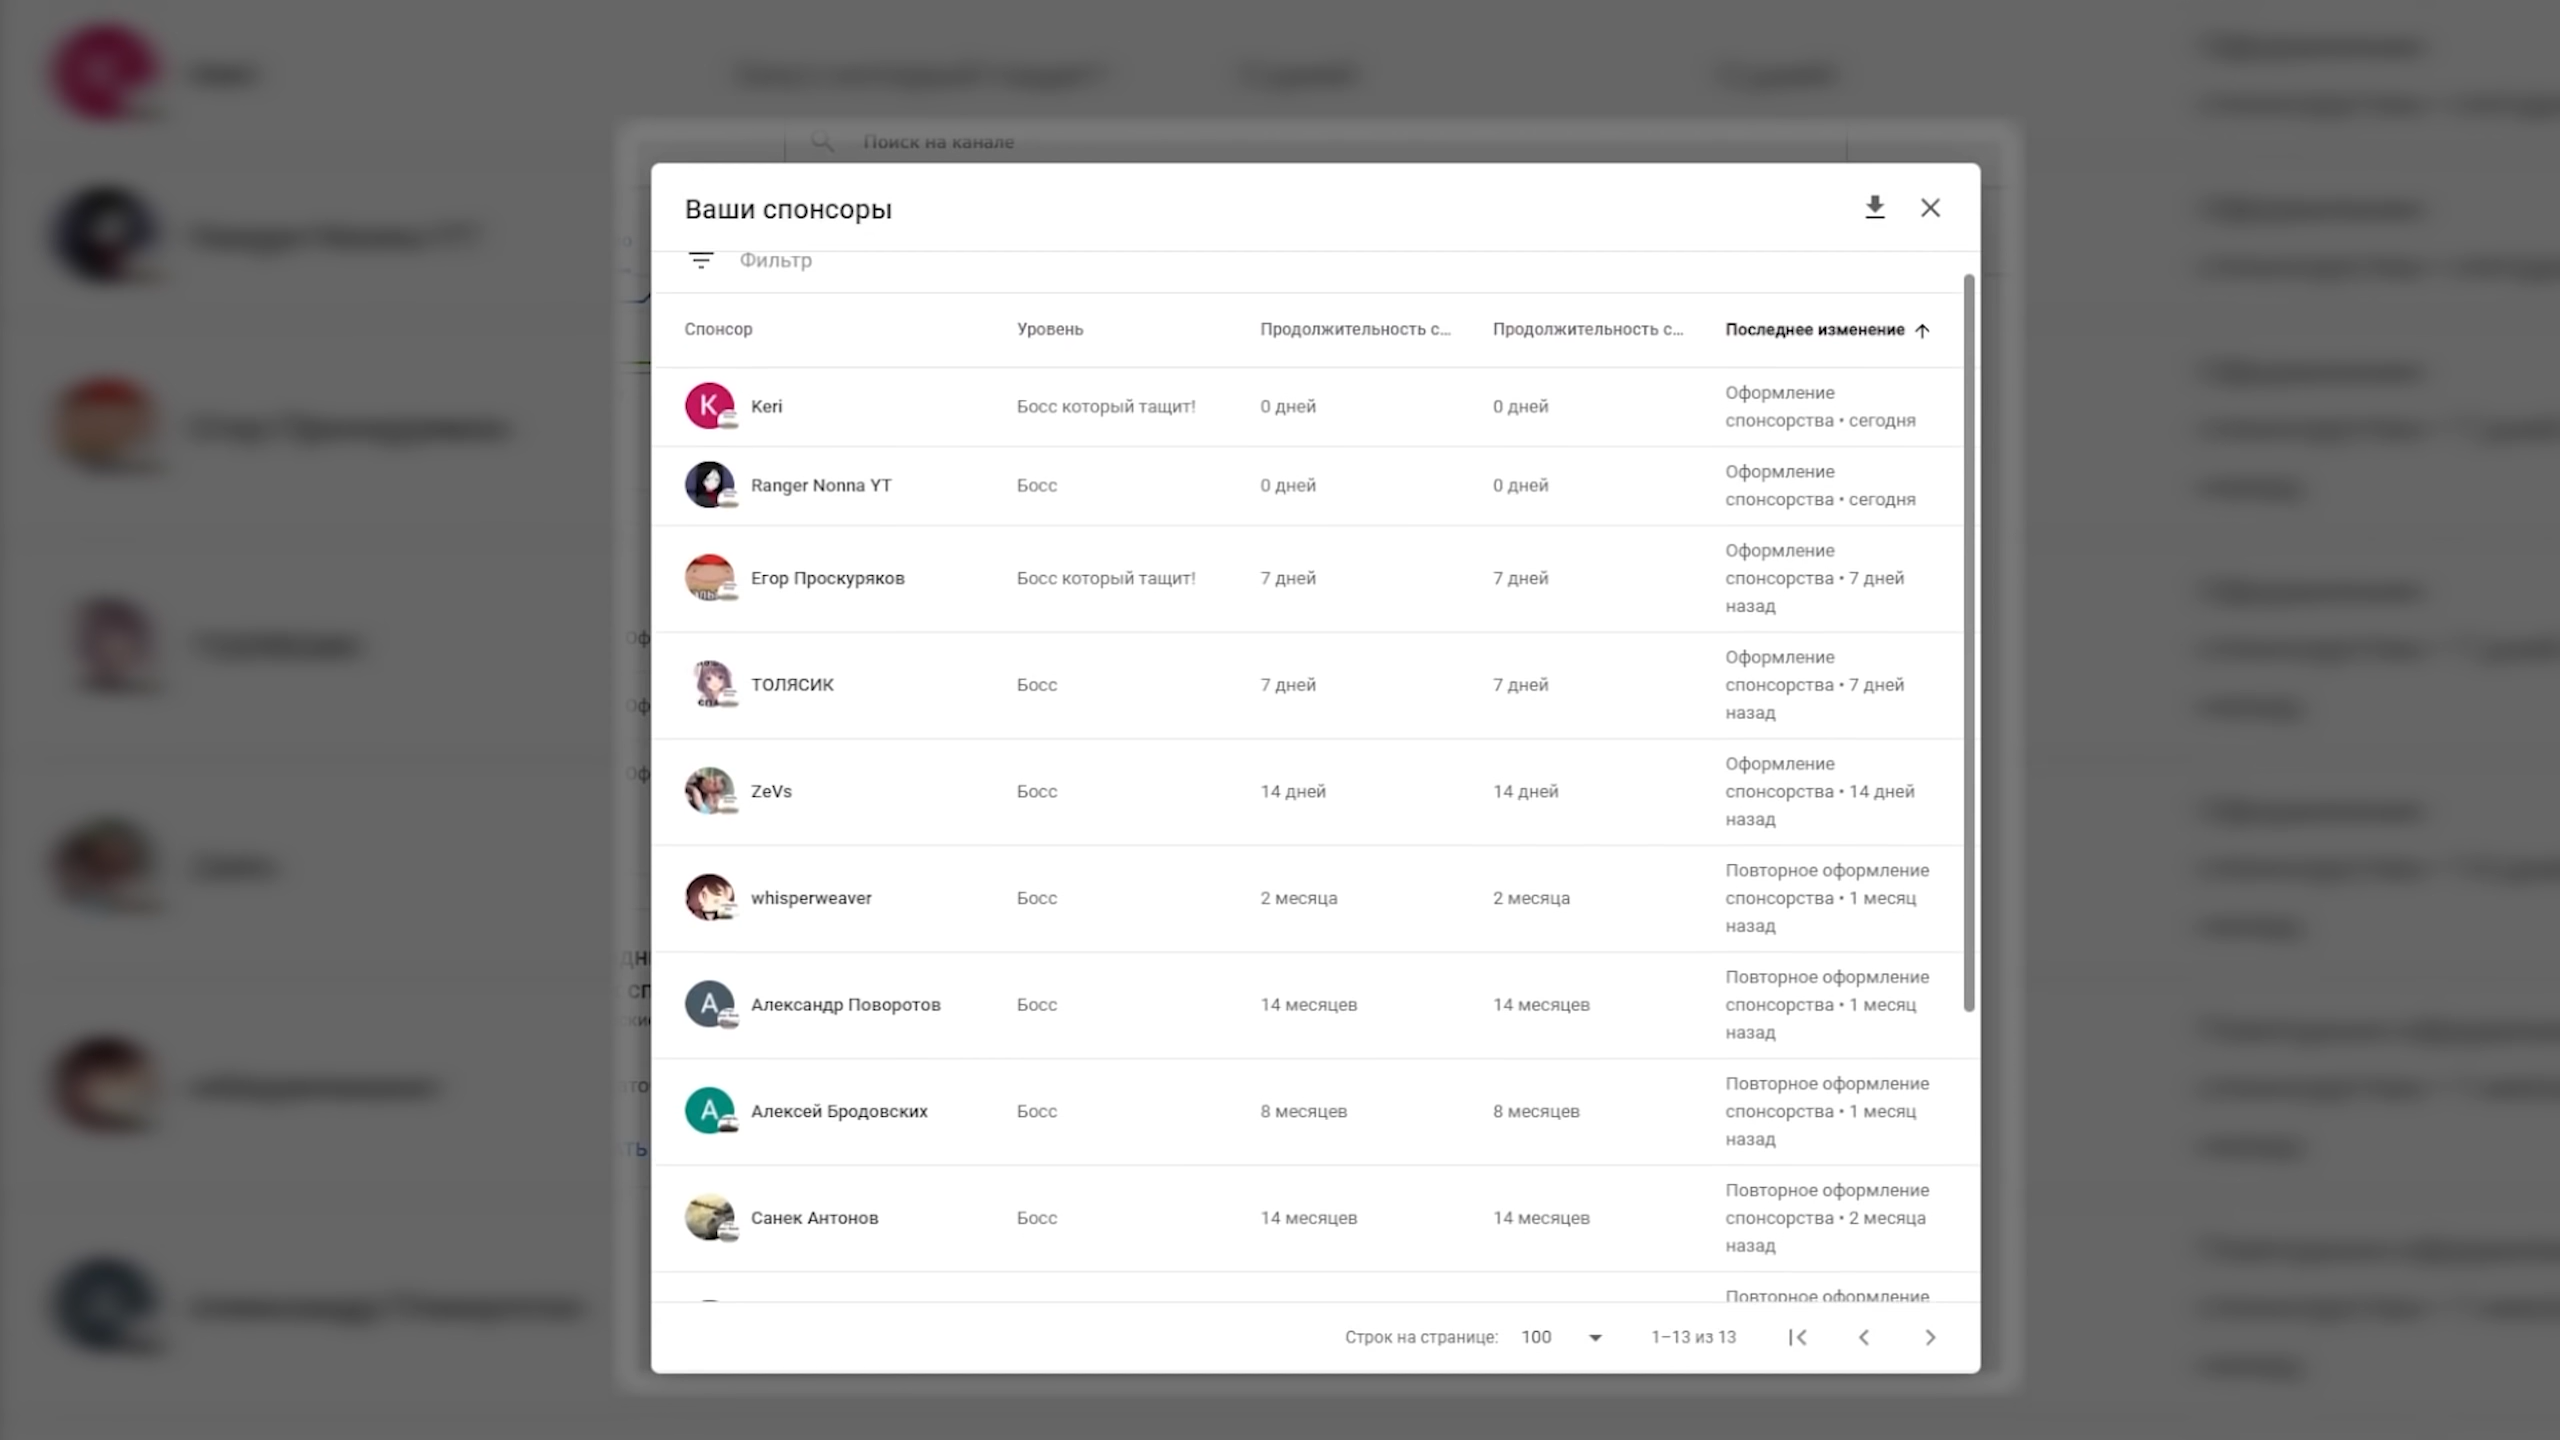 Поиск на канале
Ваши спонсоры
Фильтр
Спонсор Уровень Продолжительность с... Продолжительность с... Последнее изменение
K Keri Босс который тащит! 0 дней 0 дней Оформление
спонсорства • сегодня
Ranger Nonna YT Босс 0 дней 0 дней Оформление
спонсорства • сегодня
Егор Проскуряков Босс который тащит! 7 дней 7 дней Оформление
спонсорства • 7 дней
назад
ТОЛЯСИК Босс 7 дней 7 дней Оформление
спонсорства • 7 дней
назад
ZeVs Босс 14 дней 14 дней Оформление
спонсорства • 14 дней
назад
whisperweaver Босс 2 месяца 2 месяца Повторное оформление
спонсорства • 1 месяц
назад
А Александр Поворотов Босс 14 месяцев 14 месяцев Повторное оформление
спонсорства • 1 месяц
назад
А Алексей Бродовских Босс 8 месяцев 8 месяцев Повторное оформление
спонсорства • 1 месяц
назад
Санек Антонов Босс 14 месяцев 14 месяцев Повторное оформление
спонсорства • 2 месяца
назад
Повторное оформление
Строк на странице: 100 1–13 из 13